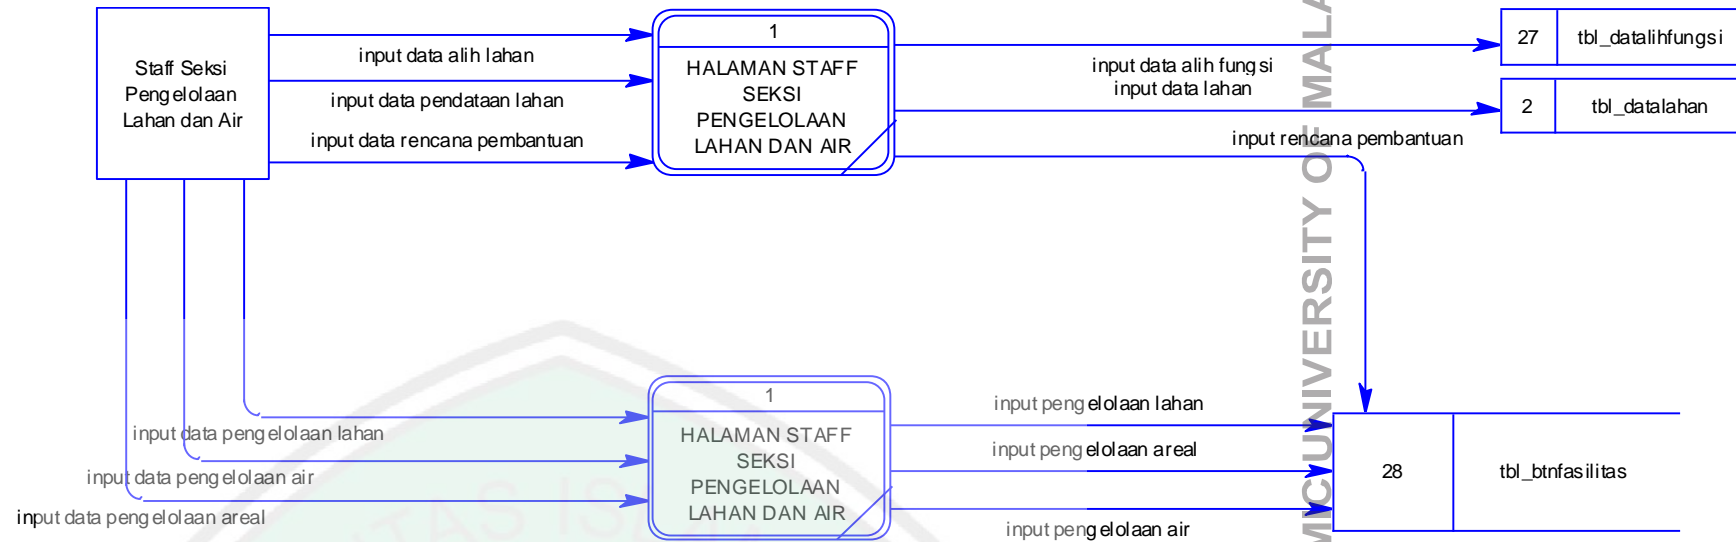 Staff Seksi
Pengelolaan
Lahan dan Air
input data alih lahan
input data pendataan lahan
input data rencana pembantuan
1
HALAMAN STAFF
SEKSI
PENGELOLAAN
LAHAN DAN AIR
input data alih fungsi
input data lahan
input rencana pembantuan
27 tbl_datalihfungsi
2 tbl_datalahan
input data pengelolaan lahan
input data pengelolaan air
input data pengelolaan areal
1
HALAMAN STAFF
SEKSI
PENGELOLAAN
LAHAN DAN AIR
input pengelolaan lahan
input pengelolaan areal
input pengelolaan air
28 tbl_btnfasilitas
UNIVERSITY OF